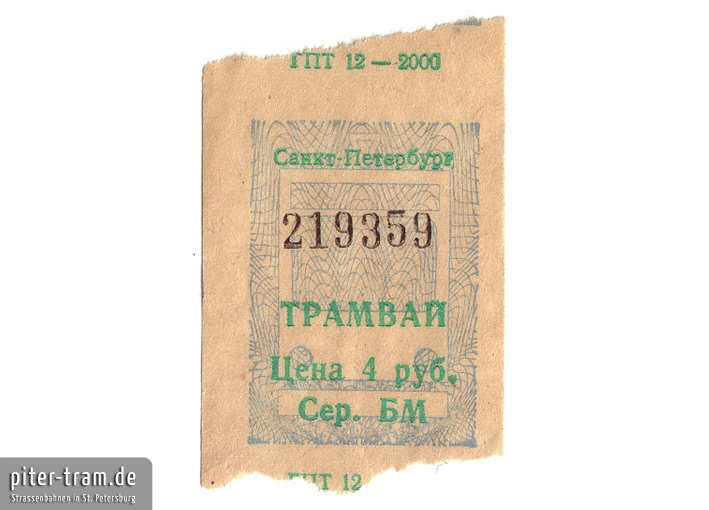 ГПТ 12 — 2000
Санкт-Петербург
219359
ТРАМВАЙ
Цена 4 руб.
Сер. БМ
ГПТ 12
piter-tram.de
Strassenbahnen in St. Petersburg